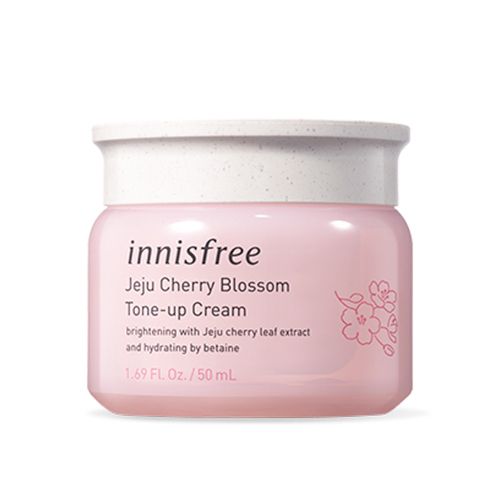 innisfree
Jeju Cherry Blossom
Tone-up Cream
brightening with Jeju cherry leaf extract
and hydrating by betaine
1.69 Fl. Oz. / 50 mL